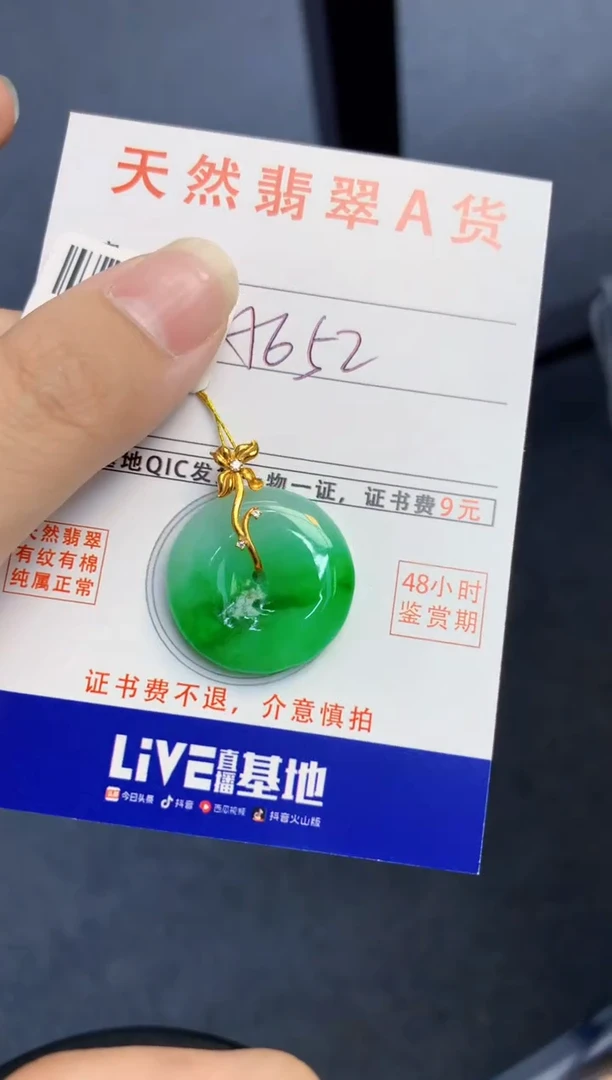 天然翡翠A货
A652
基地QIC发 物一证，证书费9元
天然翡翠
有纹有棉
纯属正常
48小时
鉴赏期
证书费不退，介意慎拍
LiVE直播基地
今日头条 抖音 西瓜视频 抖音火山版